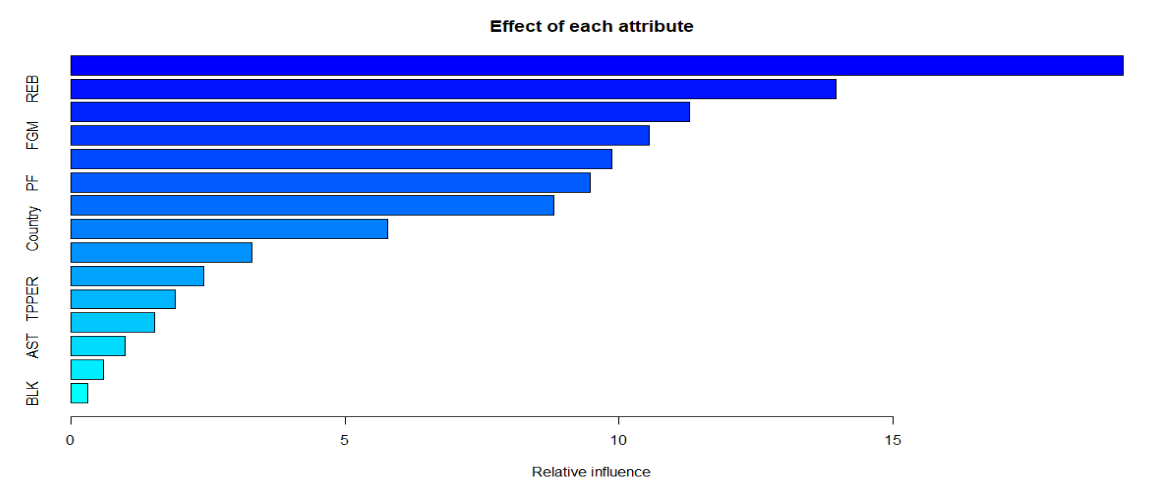 Effect of each attribute
REB
FGM
PF
Country
TPPER
AST
BLK
0 5 10 15
Relative influence